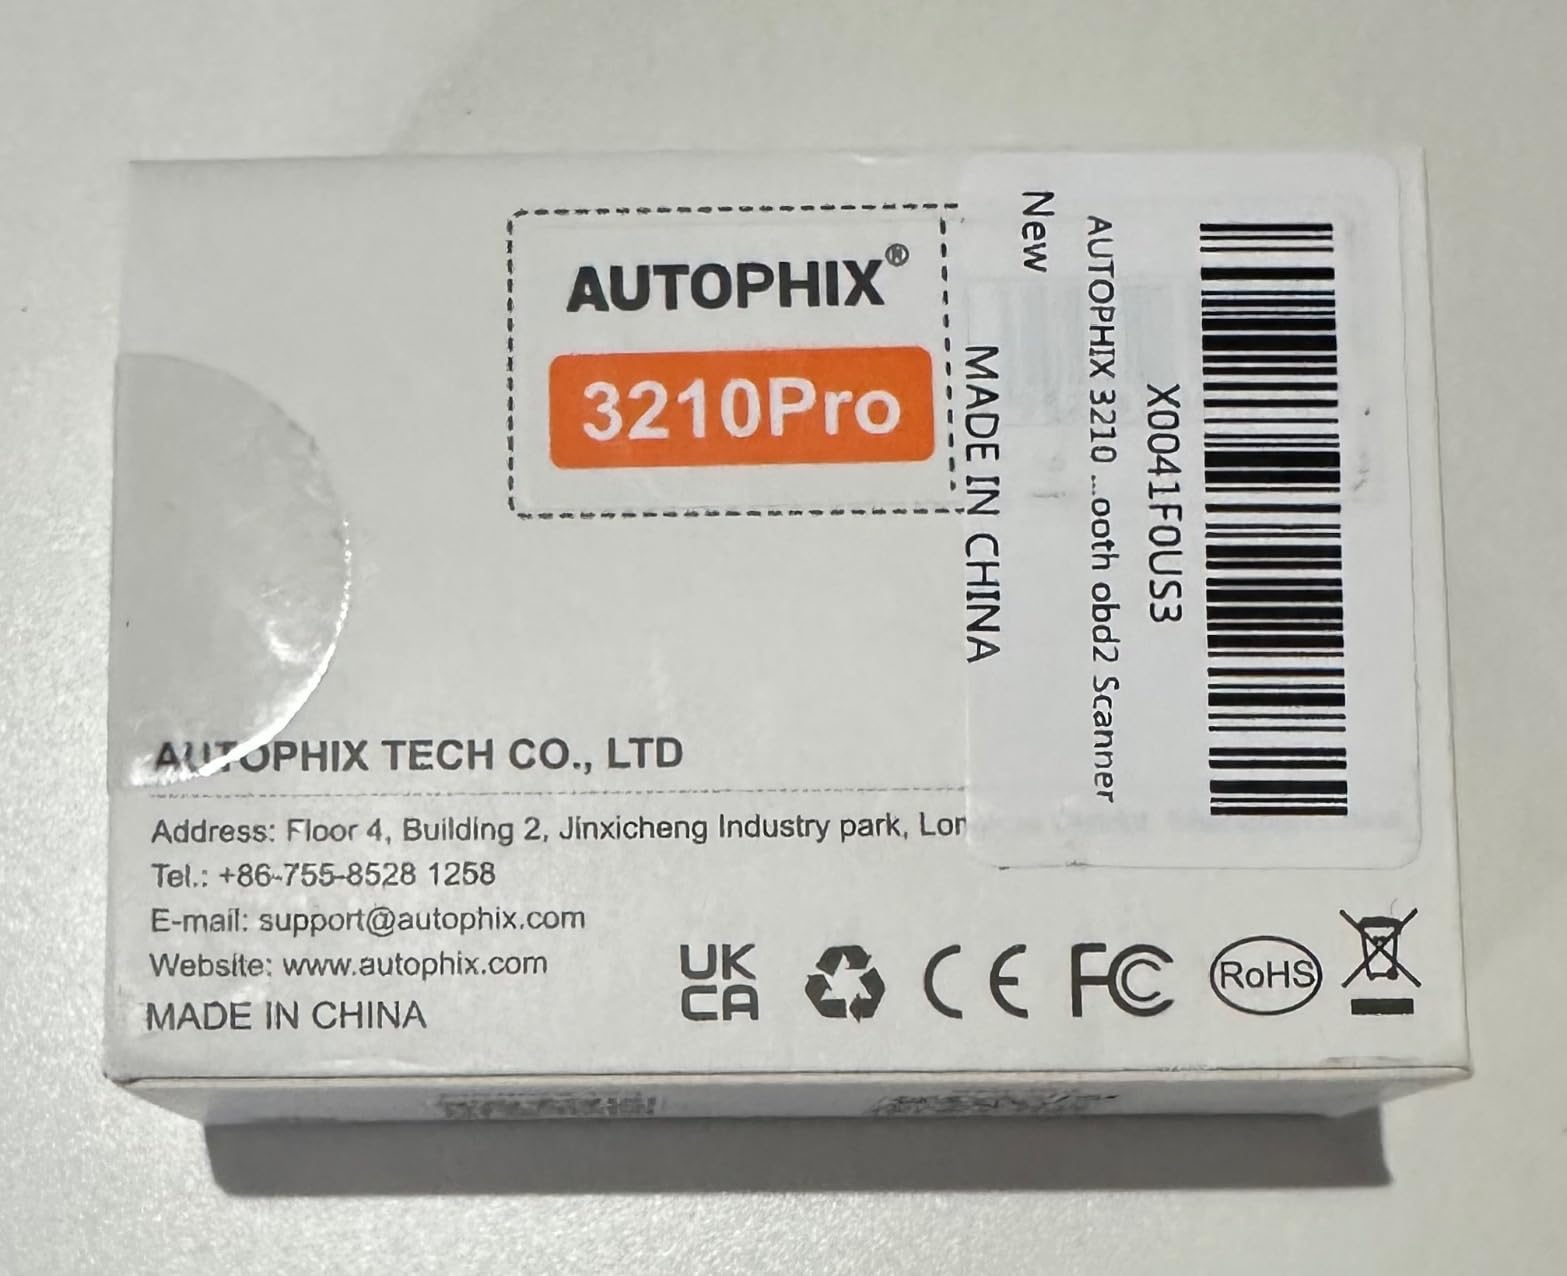 AUTOPHIX®
3210Pro
AUTOPHIX TECH CO., LTD
Address: Floor 4, Building 2, Jinxicheng Industry park, Lon
Tel.: +86-755-8528 1258
E-mail: support@autophix.com
Website: www.autophix.com
MADE IN CHINA
UK
CA
CE
FC
RoHS
X0041F0US3
AUTOPHIX 3210 ...ooth obd2 Scanner
New
MADE IN CHINA